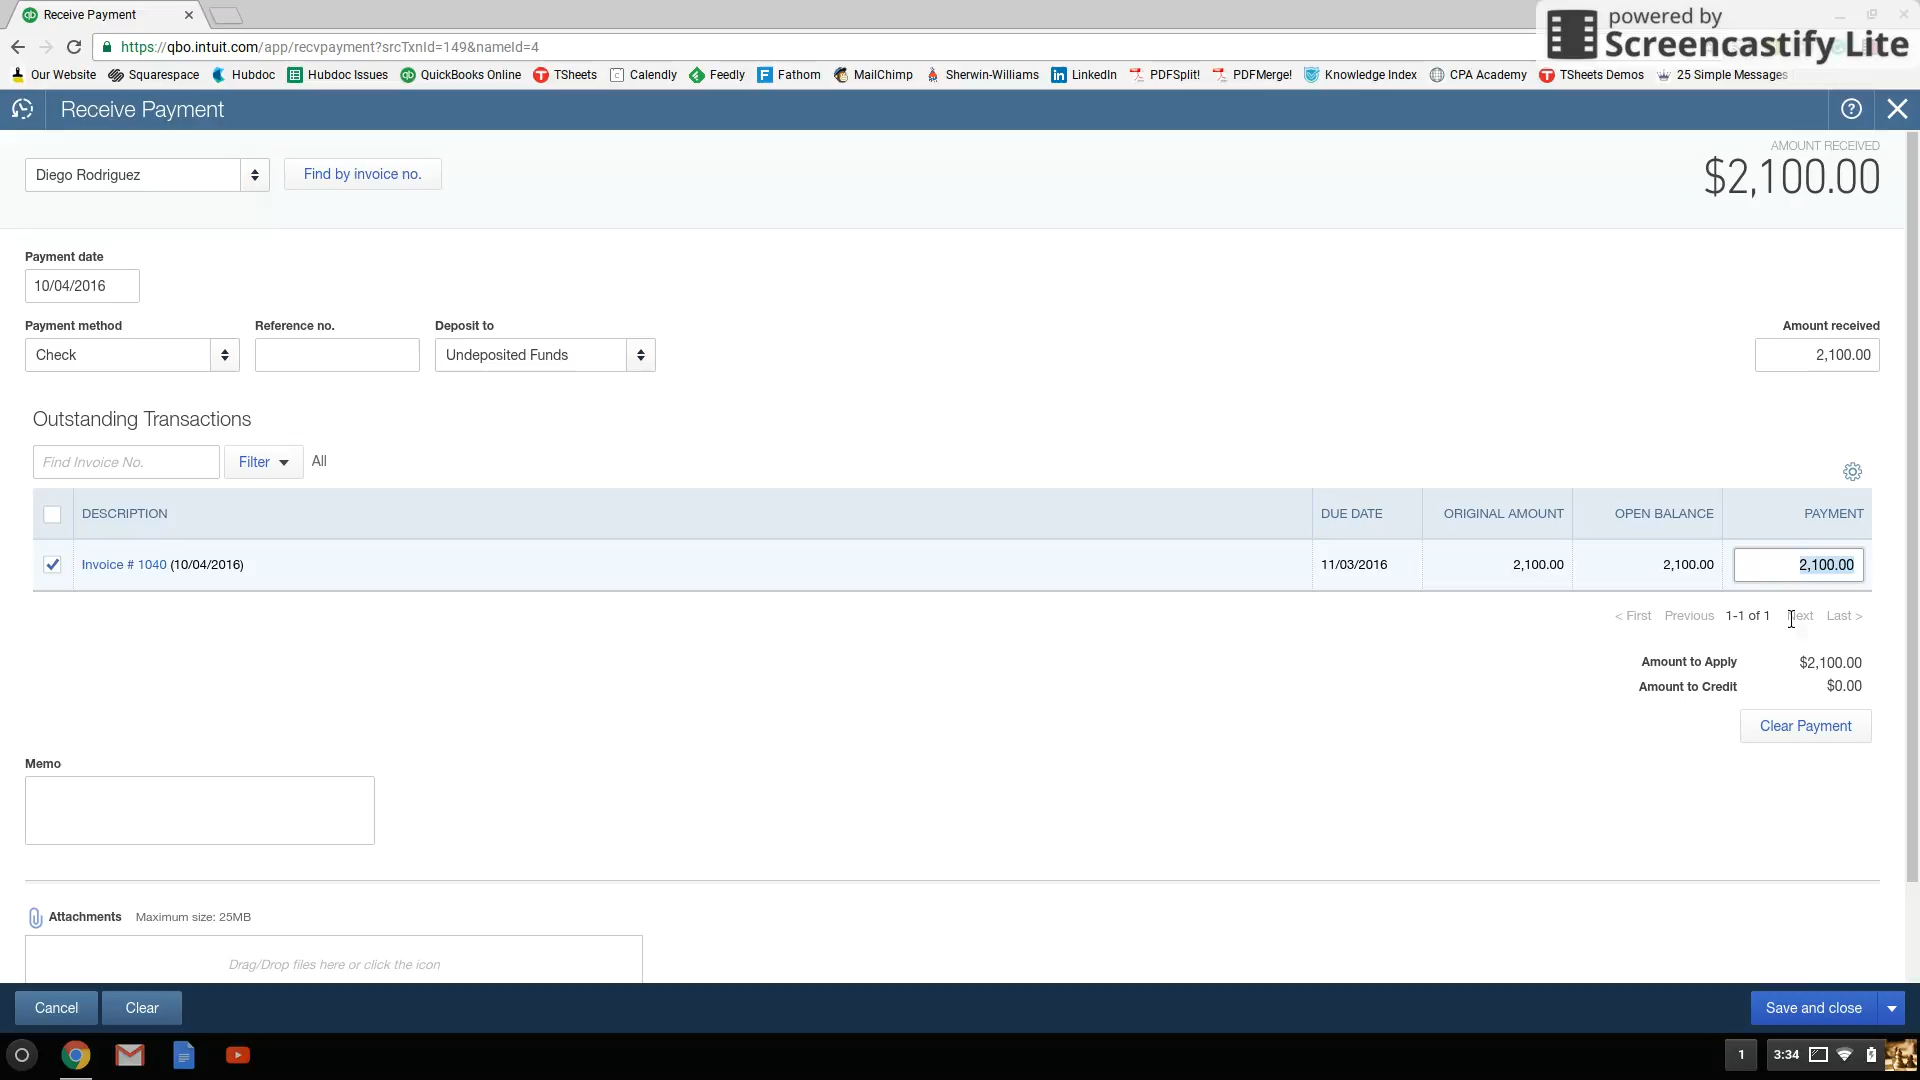 Receive Payment
powered by
Screencastify Lite
https://qbo.intuit.com/app/recvpayment?srcTxnId=149&nameId=4
Our Website Squarespace Hubdoc Hubdoc Issues QuickBooks Online TSheets Calendly Feedly Fathom MailChimp Sherwin-Williams LinkedIn PDFSplit! PDFMerge! Knowledge Index CPA Academy TSheets Demos 25 Simple Messages
Receive Payment
AMOUNT RECEIVED
Diego Rodriguez Find by invoice no. $2,100.00
Payment date
10/04/2016
Payment method Reference no. Deposit to Amount received
Check Undeposited Funds 2,100.00
Outstanding Transactions
Find Invoice No. Filter All
DESCRIPTION DUE DATE ORIGINAL AMOUNT OPEN BALANCE PAYMENT
Invoice # 1040 (10/04/2016) 11/03/2016 2,100.00 2,100.00 2,100.00
< First Previous 1-1 of 1 Next Last >
Amount to Apply $2,100.00
Amount to Credit $0.00
Clear Payment
Memo
Attachments Maximum size: 25MB
Drag/Drop files here or click the icon
Cancel Clear Save and close
1 3:34